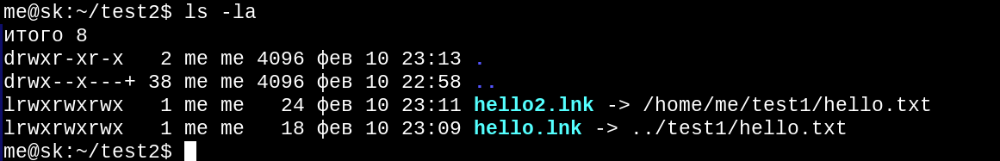 me@sk:~/test2$ ls -la
итого 8
drwxr-xr-x   2 me me 4096 фев 10 23:13 .
drwx--x---+ 38 me me 4096 фев 10 22:58 ..
lrwxrwxrwx   1 me me   24 фев 10 23:11 hello2.lnk -> /home/me/test1/hello.txt
lrwxrwxrwx   1 me me   18 фев 10 23:09 hello.lnk -> ../test1/hello.txt
me@sk:~/test2$